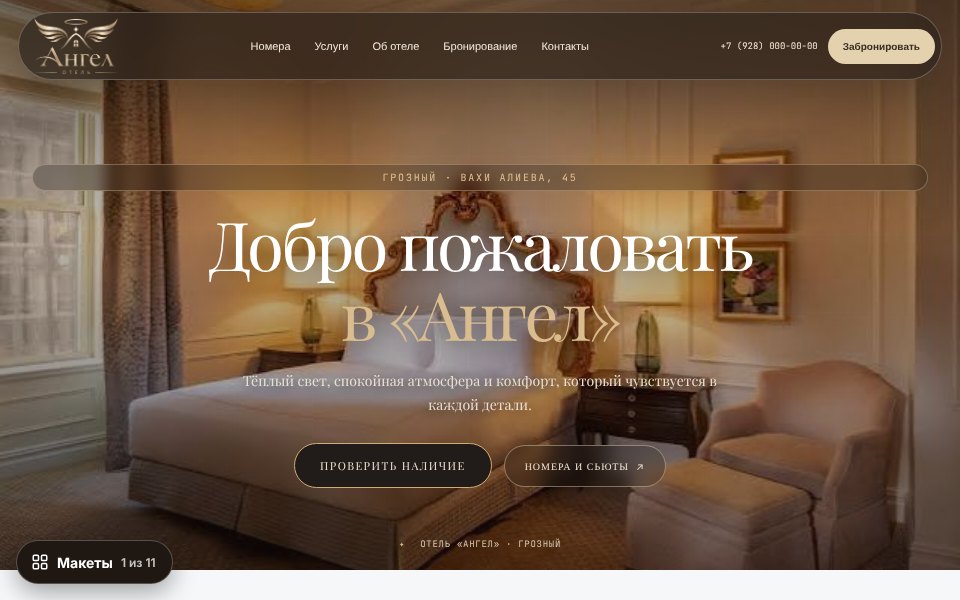 Ангел
ОТЕЛЬ
Номера
Услуги
Об отеле
Бронирование
Контакты
+7 (928) 000-00-00
Забронировать
ГРОЗНЫЙ · ВАХИ АЛИЕВА, 45
Добро пожаловать
в «Ангел»
Тёплый свет, спокойная атмосфера и комфорт, который чувствуется в
каждой детали.
ПРОВЕРИТЬ НАЛИЧИЕ
НОМЕРА И СЬЮТЫ ↗
✦ ОТЕЛЬ «АНГЕЛ» · ГРОЗНЫЙ
Макеты 1 из 11